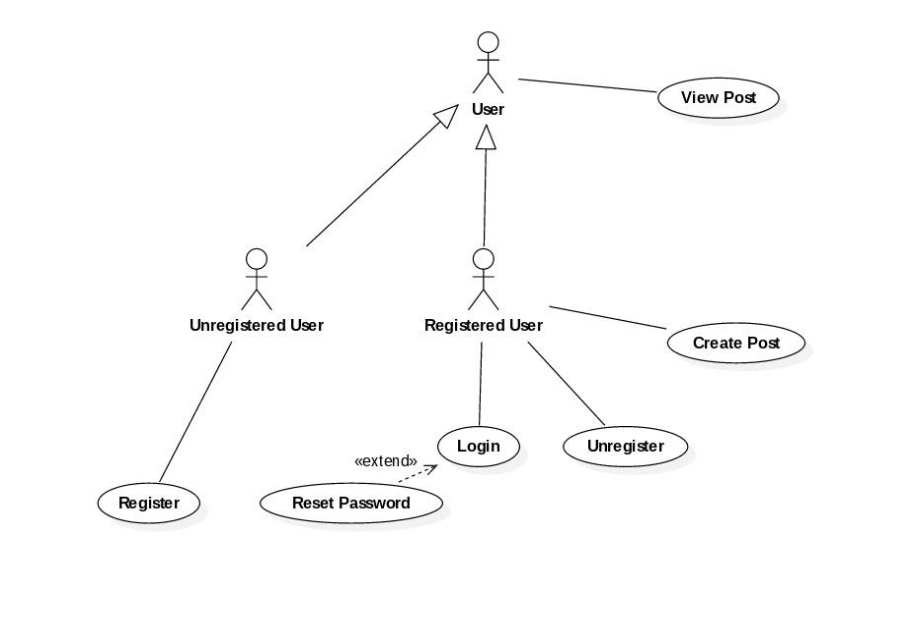 View Post
User
Unregistered User
Registered User
Create Post
Login
Unregister
«extend»
Register
Reset Password